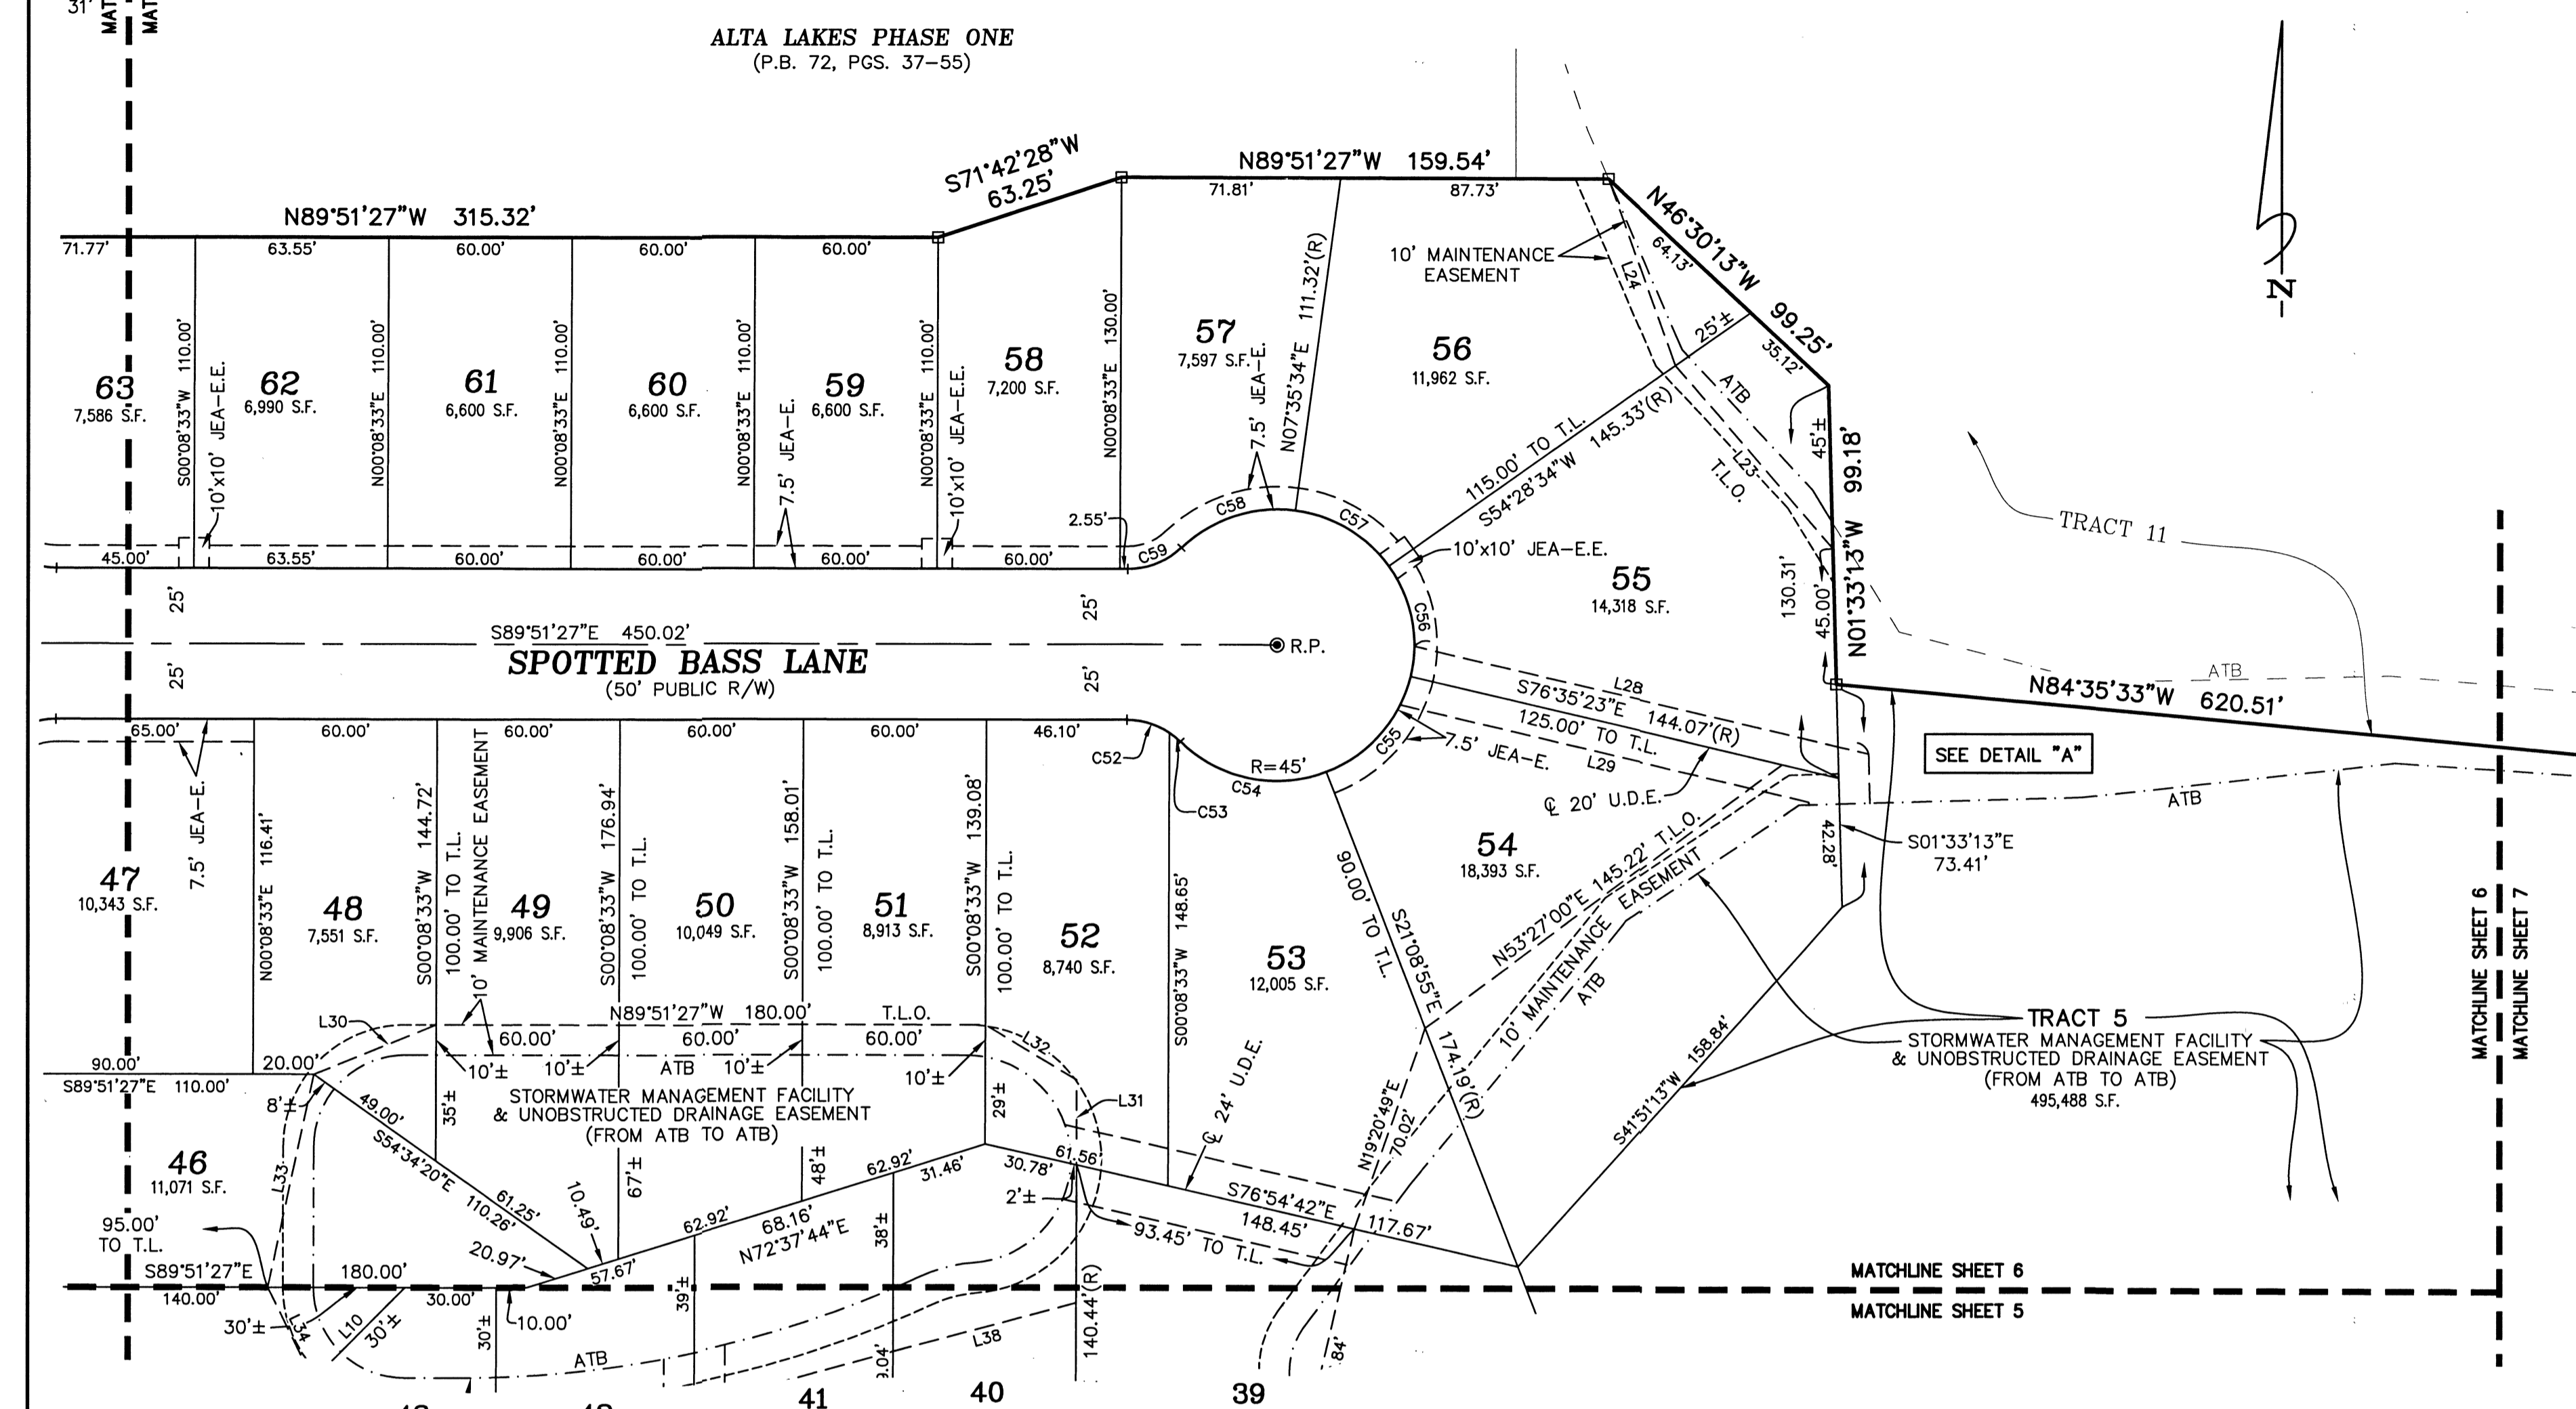 31'
MAT
MAT
ALTA LAKES PHASE ONE
(P.B. 72, PGS. 37-55)
N89°51'27"W 315.32'
S71°42'28"W
63.25'
N89°51'27"W 159.54'
71.81'
87.73'
71.77'
63.55'
60.00'
60.00'
60.00'
N46°30'13"W 99.25'
64.13'
35.12'
10' MAINTENANCE
EASEMENT
L24
25'±
ATB
45'±
N01°33'13"W 99.18'
63
7,586 S.F.
S00°08'33"W 110.00'
10'x10' JEA-E.E.
62
6,990 S.F.
N00°08'33"E 110.00'
61
6,600 S.F.
N00°08'33"E 110.00'
60
6,600 S.F.
N00°08'33"E 110.00'
7.5' JEA-E.
59
6,600 S.F.
N00°08'33"E 110.00'
10'x10' JEA-E.E.
58
7,200 S.F.
N00°08'33"E 130.00'
57
7,597 S.F.
7.5' JEA-E.
N07°35'34"E 111.32'(R)
56
11,962 S.F.
115.00' TO T.L.
S54°28'34"W 145.33'(R)
L23
T.L.O.
TRACT 11
2.55'
C59
C58
C57
C56
10'x10' JEA-E.E.
55
14,318 S.F.
130.31'
45.00'
45.00'
63.55'
60.00'
60.00'
60.00'
60.00'
25'
25'
S89°51'27"E 450.02'
R.P.
SPOTTED BASS LANE
(50' PUBLIC R/W)
25'
25'
L28
S76°35'23"E 144.07'(R)
125.00' TO T.L.
L29
ATB
N84°35'33"W 620.51'
SEE DETAIL "A"
ATB
65.00'
60.00'
60.00'
60.00'
60.00'
46.10'
C52
C53
R=45'
C54
C55
7.5' JEA-E.
℄ 20' U.D.E.
7.5' JEA-E.
47
10,343 S.F.
N00°08'33"E 116.41'
48
7,551 S.F.
S00°08'33"W 144.72'
100.00' TO T.L.
10' MAINTENANCE EASEMENT
49
9,906 S.F.
S00°08'33"W 176.94'
100.00' TO T.L.
50
10,049 S.F.
S00°08'33"W 158.01'
100.00' TO T.L.
51
8,913 S.F.
S00°08'33"W 139.08'
100.00' TO T.L.
52
8,740 S.F.
S00°08'33"W 148.65'
53
12,005 S.F.
90.00' TO T.L.
S21°08'55"E 174.19'(R)
54
18,393 S.F.
N53°27'00"E 145.22' T.L.O.
10' MAINTENANCE EASEMENT
ATB
42.28'
S01°33'13"E
73.41'
MATCHLINE SHEET 6
MATCHLINE SHEET 7
N89°51'27"W 180.00' T.L.O.
L30
60.00'
60.00'
60.00'
L32
90.00'
20.00'
S89°51'27"E 110.00'
10'±
10'±
ATB
10'±
10'±
8'±
49.00'
35'±
STORMWATER MANAGEMENT FACILITY
& UNOBSTRUCTED DRAINAGE EASEMENT
(FROM ATB TO ATB)
29'±
L31
℄ 24' U.D.E.
N19°20'49"E
70.02'
S41°51'13"W 158.84'
TRACT 5
STORMWATER MANAGEMENT FACILITY
& UNOBSTRUCTED DRAINAGE EASEMENT
(FROM ATB TO ATB)
495,488 S.F.
46
11,071 S.F.
L33
S54°34'20"E 110.26'
61.25'
10.49'
67'±
48'±
62.92'
31.46'
30.78'
61.56'
2'±
S76°54'42"E
148.45'
117.67'
95.00'
TO T.L.
20.97'
57.67'
62.92'
68.16'
N72°37'44"E
38'±
93.45' TO T.L.
S89°51'27"E
180.00'
140.00'
30.00'
10.00'
39'±
140.44'(R)
MATCHLINE SHEET 6
MATCHLINE SHEET 5
30'±
L34
L10
30'±
30'±
ATB
L38
9.04'
.84'
41
40
39
N